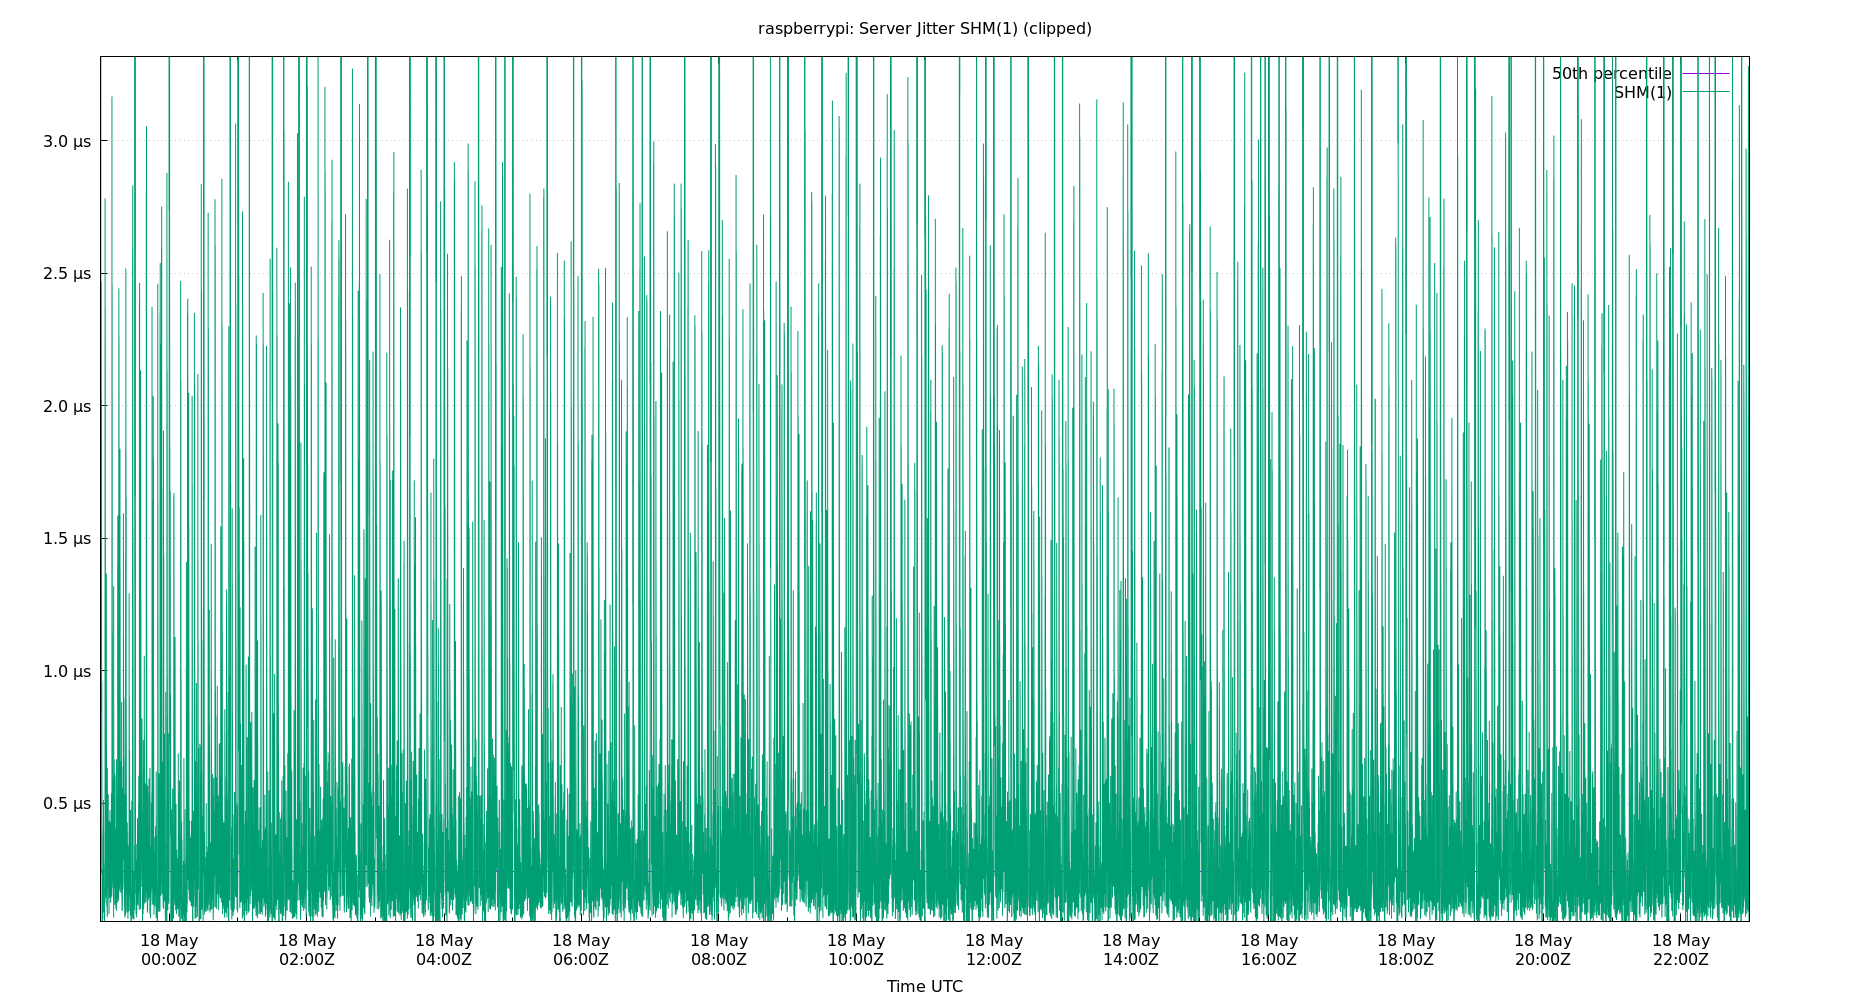 raspberrypi: Server Jitter SHM(1) (clipped)
50th percentile
SHM(1)
3.0 µs
2.5 µs
2.0 µs
1.5 µs
1.0 µs
0.5 µs
18 May 18 May 18 May 18 May 18 May 18 May 18 May 18 May 18 May 18 May 18 May 18 May
00:00Z 02:00Z 04:00Z 06:00Z 08:00Z 10:00Z 12:00Z 14:00Z 16:00Z 18:00Z 20:00Z 22:00Z
Time UTC